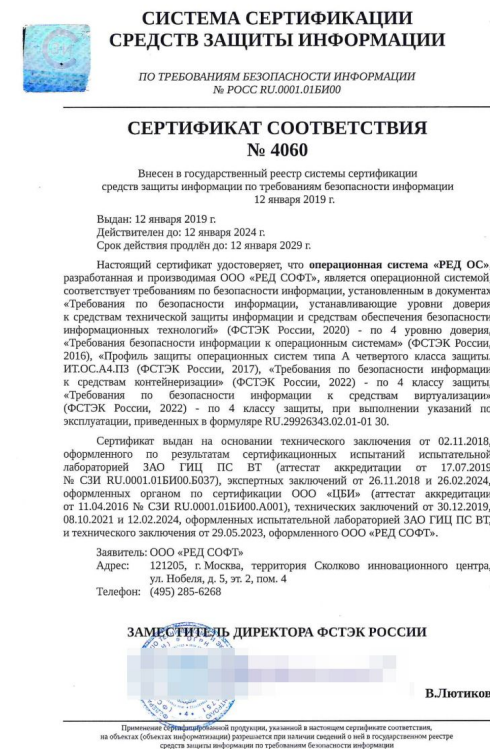 СИСТЕМА СЕРТИФИКАЦИИ
СРЕДСТВ ЗАЩИТЫ ИНФОРМАЦИИ
ПО ТРЕБОВАНИЯМ БЕЗОПАСНОСТИ ИНФОРМАЦИИ
№ РОСС RU.0001.01БИ00
СЕРТИФИКАТ СООТВЕТСТВИЯ
№ 4060
Внесен в государственный реестр системы сертификации
средств защиты информации по требованиям безопасности информации
12 января 2019 г.
Выдан: 12 января 2019 г.
Действителен до: 12 января 2024 г.
Срок действия продлён до: 12 января 2029 г.
Настоящий сертификат удостоверяет, что операционная система «РЕД ОС»,
разработанная и производимая ООО «РЕД СОФТ», является операционной системой,
соответствует требованиям по безопасности информации, установленным в документах
«Требования по безопасности информации, устанавливающие уровни доверия
к средствам технической защиты информации и средствам обеспечения безопасности
информационных технологий» (ФСТЭК России, 2020) - по 4 уровню доверия,
«Требования безопасности информации к операционным системам» (ФСТЭК России,
2016), «Профиль защиты операционных систем типа А четвертого класса защиты.
ИТ.ОС.А4.ПЗ (ФСТЭК России, 2017), «Требования по безопасности информации
к средствам контейнеризации» (ФСТЭК России, 2022) - по 4 классу защиты,
«Требования по безопасности информации к средствам виртуализации»
(ФСТЭК России, 2022) - по 4 классу защиты, при выполнении указаний по
эксплуатации, приведенных в формуляре RU.29926343.02.01-01 30.
Сертификат выдан на основании технического заключения от 02.11.2018,
оформленного по результатам сертификационных испытаний испытательной
лабораторией ЗАО ГИЦ ПС ВТ (аттестат аккредитации от 17.07.2019
№ СЗИ RU.0001.01БИ00.Б037), экспертных заключений от 26.11.2018 и 26.02.2024,
оформленных органом по сертификации ООО «ЦБИ» (аттестат аккредитации
от 11.04.2016 № СЗИ RU.0001.01БИ00.А001), технических заключений от 30.12.2019,
08.10.2021 и 12.02.2024, оформленных испытательной лабораторией ЗАО ГИЦ ПС ВТ,
и технического заключения от 29.05.2023, оформленного ООО «РЕД СОФТ».
Заявитель: ООО «РЕД СОФТ»
Адрес: 121205, г. Москва, территория Сколково инновационного центра,
ул. Нобеля, д. 5, эт. 2, пом. 4
Телефон: (495) 285-6268
ЗАМЕСТИТЕЛЬ ДИРЕКТОРА ФСТЭК РОССИИ
В.Лютиков
Применение сертифицированной продукции, указанной в настоящем сертификате соответствия,
на объектах (объектах информатизации) разрешается при наличии сведений о ней в государственном реестре
средств защиты информации по требованиям безопасности информации